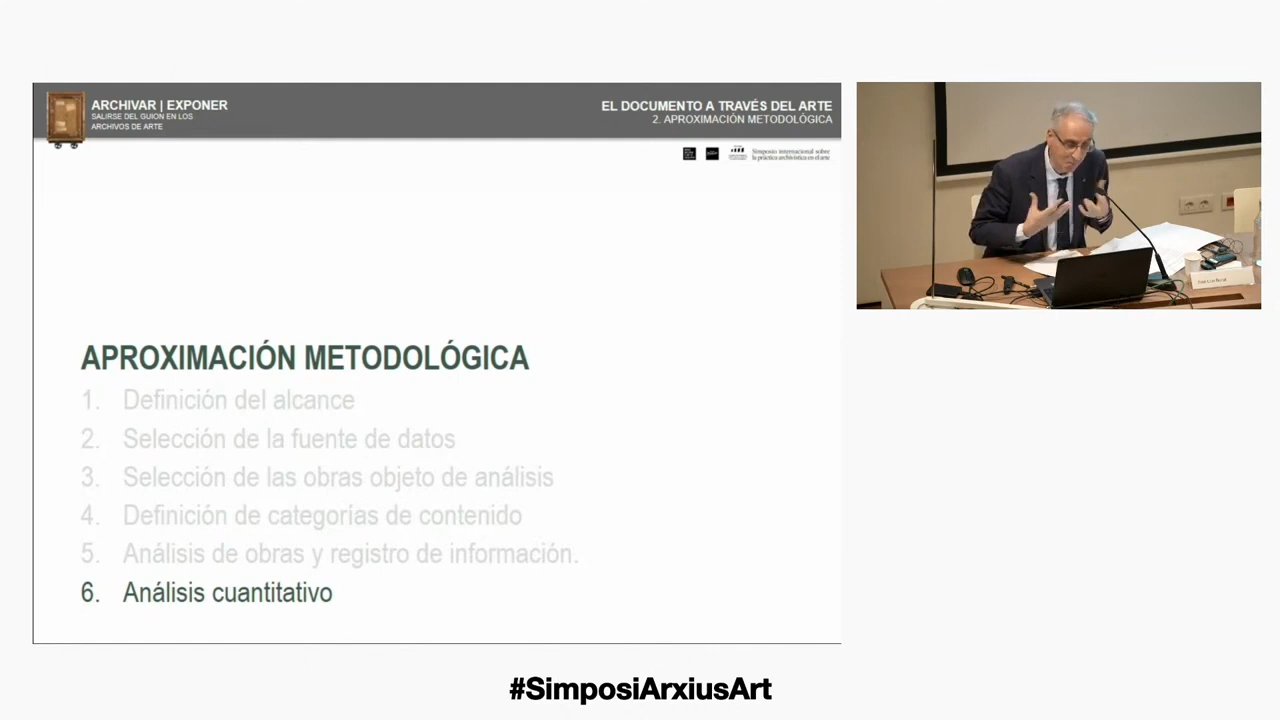 ARCHIVAR | EXPONER
SALIRSE DEL GUION EN LOS
ARCHIVOS DE ARTE
EL DOCUMENTO A TRAVÉS DEL ARTE
2. APROXIMACIÓN METODOLÓGICA
Simposio internacional sobre
la práctica archivística en el arte
APROXIMACIÓN METODOLÓGICA
1. Definición del alcance
2. Selección de la fuente de datos
3. Selección de las obras objeto de análisis
4. Definición de categorías de contenido
5. Análisis de obras y registro de información.
6. Análisis cuantitativo
#SimposiArxiusArt